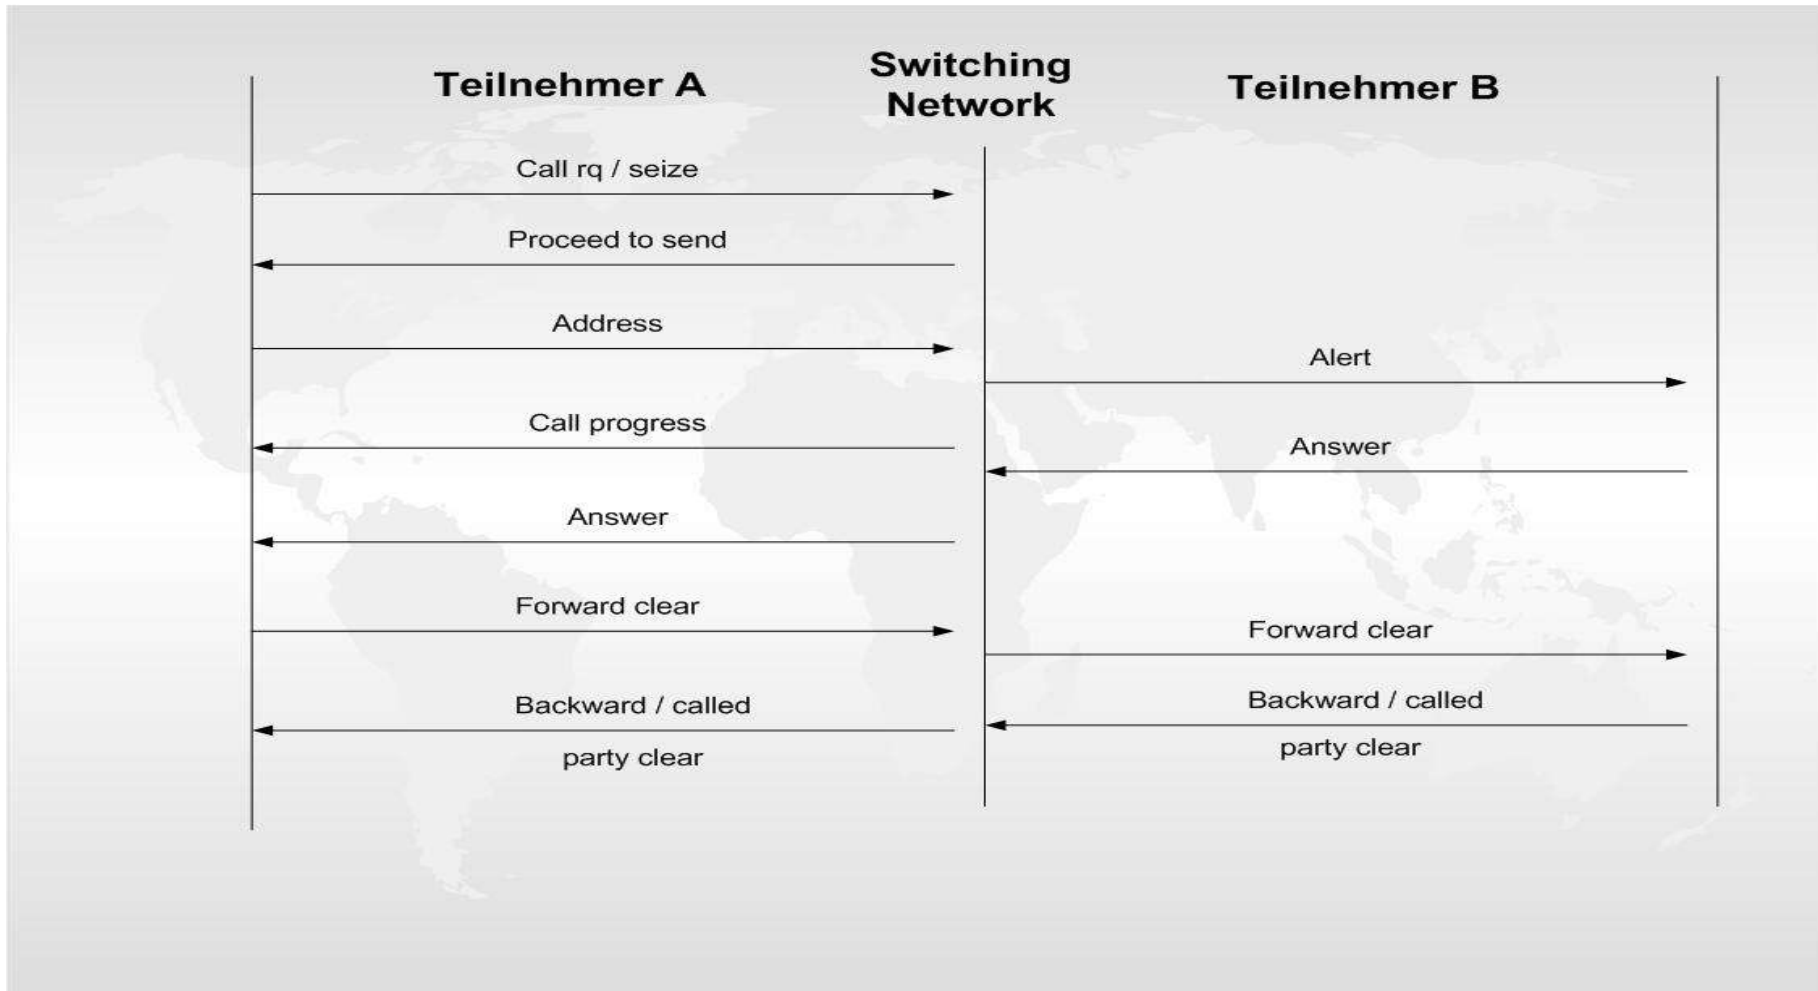 Teilnehmer A
Switching
Network
Teilnehmer B
Call rq / seize
Proceed to send
Address
Alert
Call progress
Answer
Answer
Forward clear
Forward clear
Backward / called
party clear
Backward / called
party clear